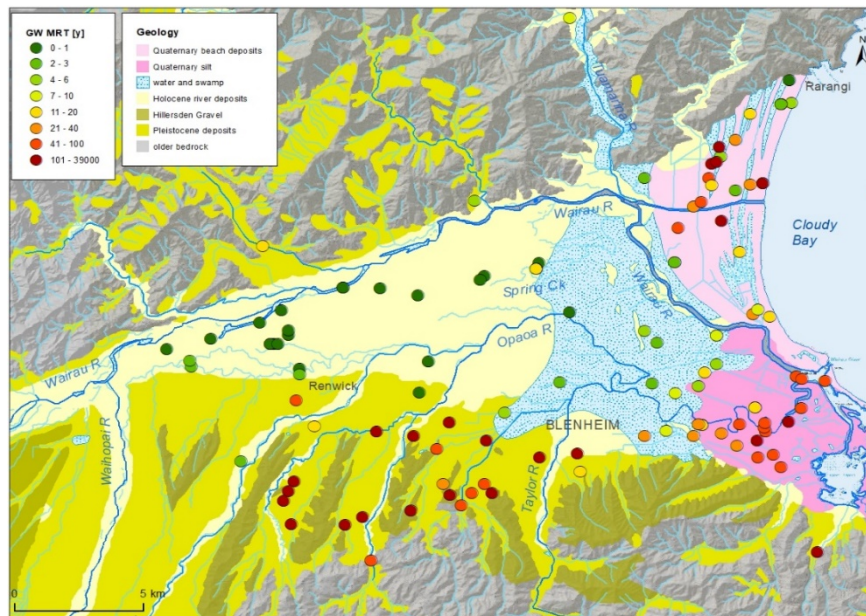 GW MRT [y]
0 - 1
2 - 3
4 - 6
7 - 10
11 - 20
21 - 40
41 - 100
101 - 39000
Geology
Quaternary beach deposits
Quaternary silt
water and swamp
Holocene river deposits
Hillersden Gravel
Pleistocene deposits
older bedrock
N
Rarangi
Wairau R
Cloudy
Bay
Spring Ck
Wairau R
Opaoa R
Wairau R
Renwick
Waihopai R
BLENHEIM
Taylor R
0
5 km